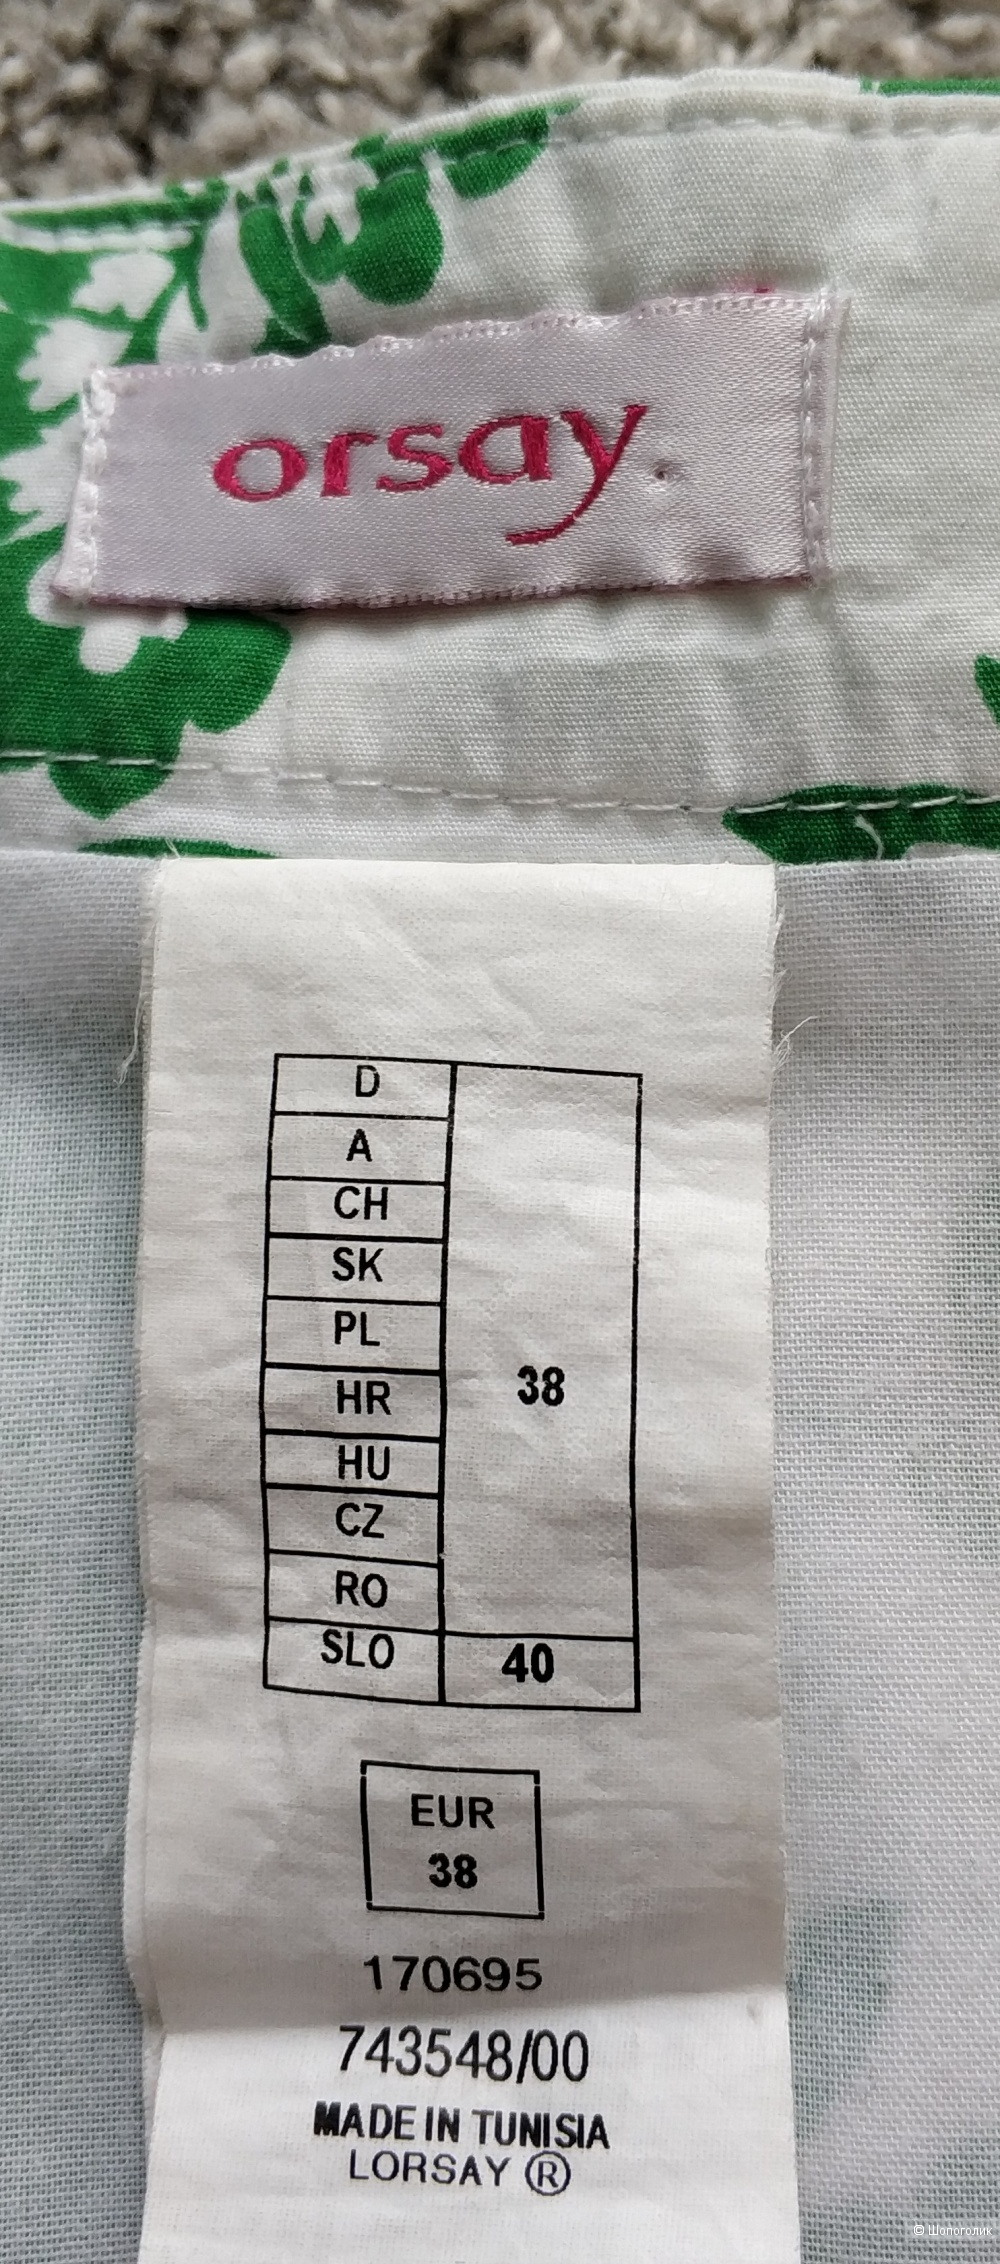 orsay
D
A
CH
SK
PL
HR
HU
CZ
RO
38
SLO 40
EUR
38
170695
743548/00
MADE IN TUNISIA
LORSAY ®
© Шопоголик